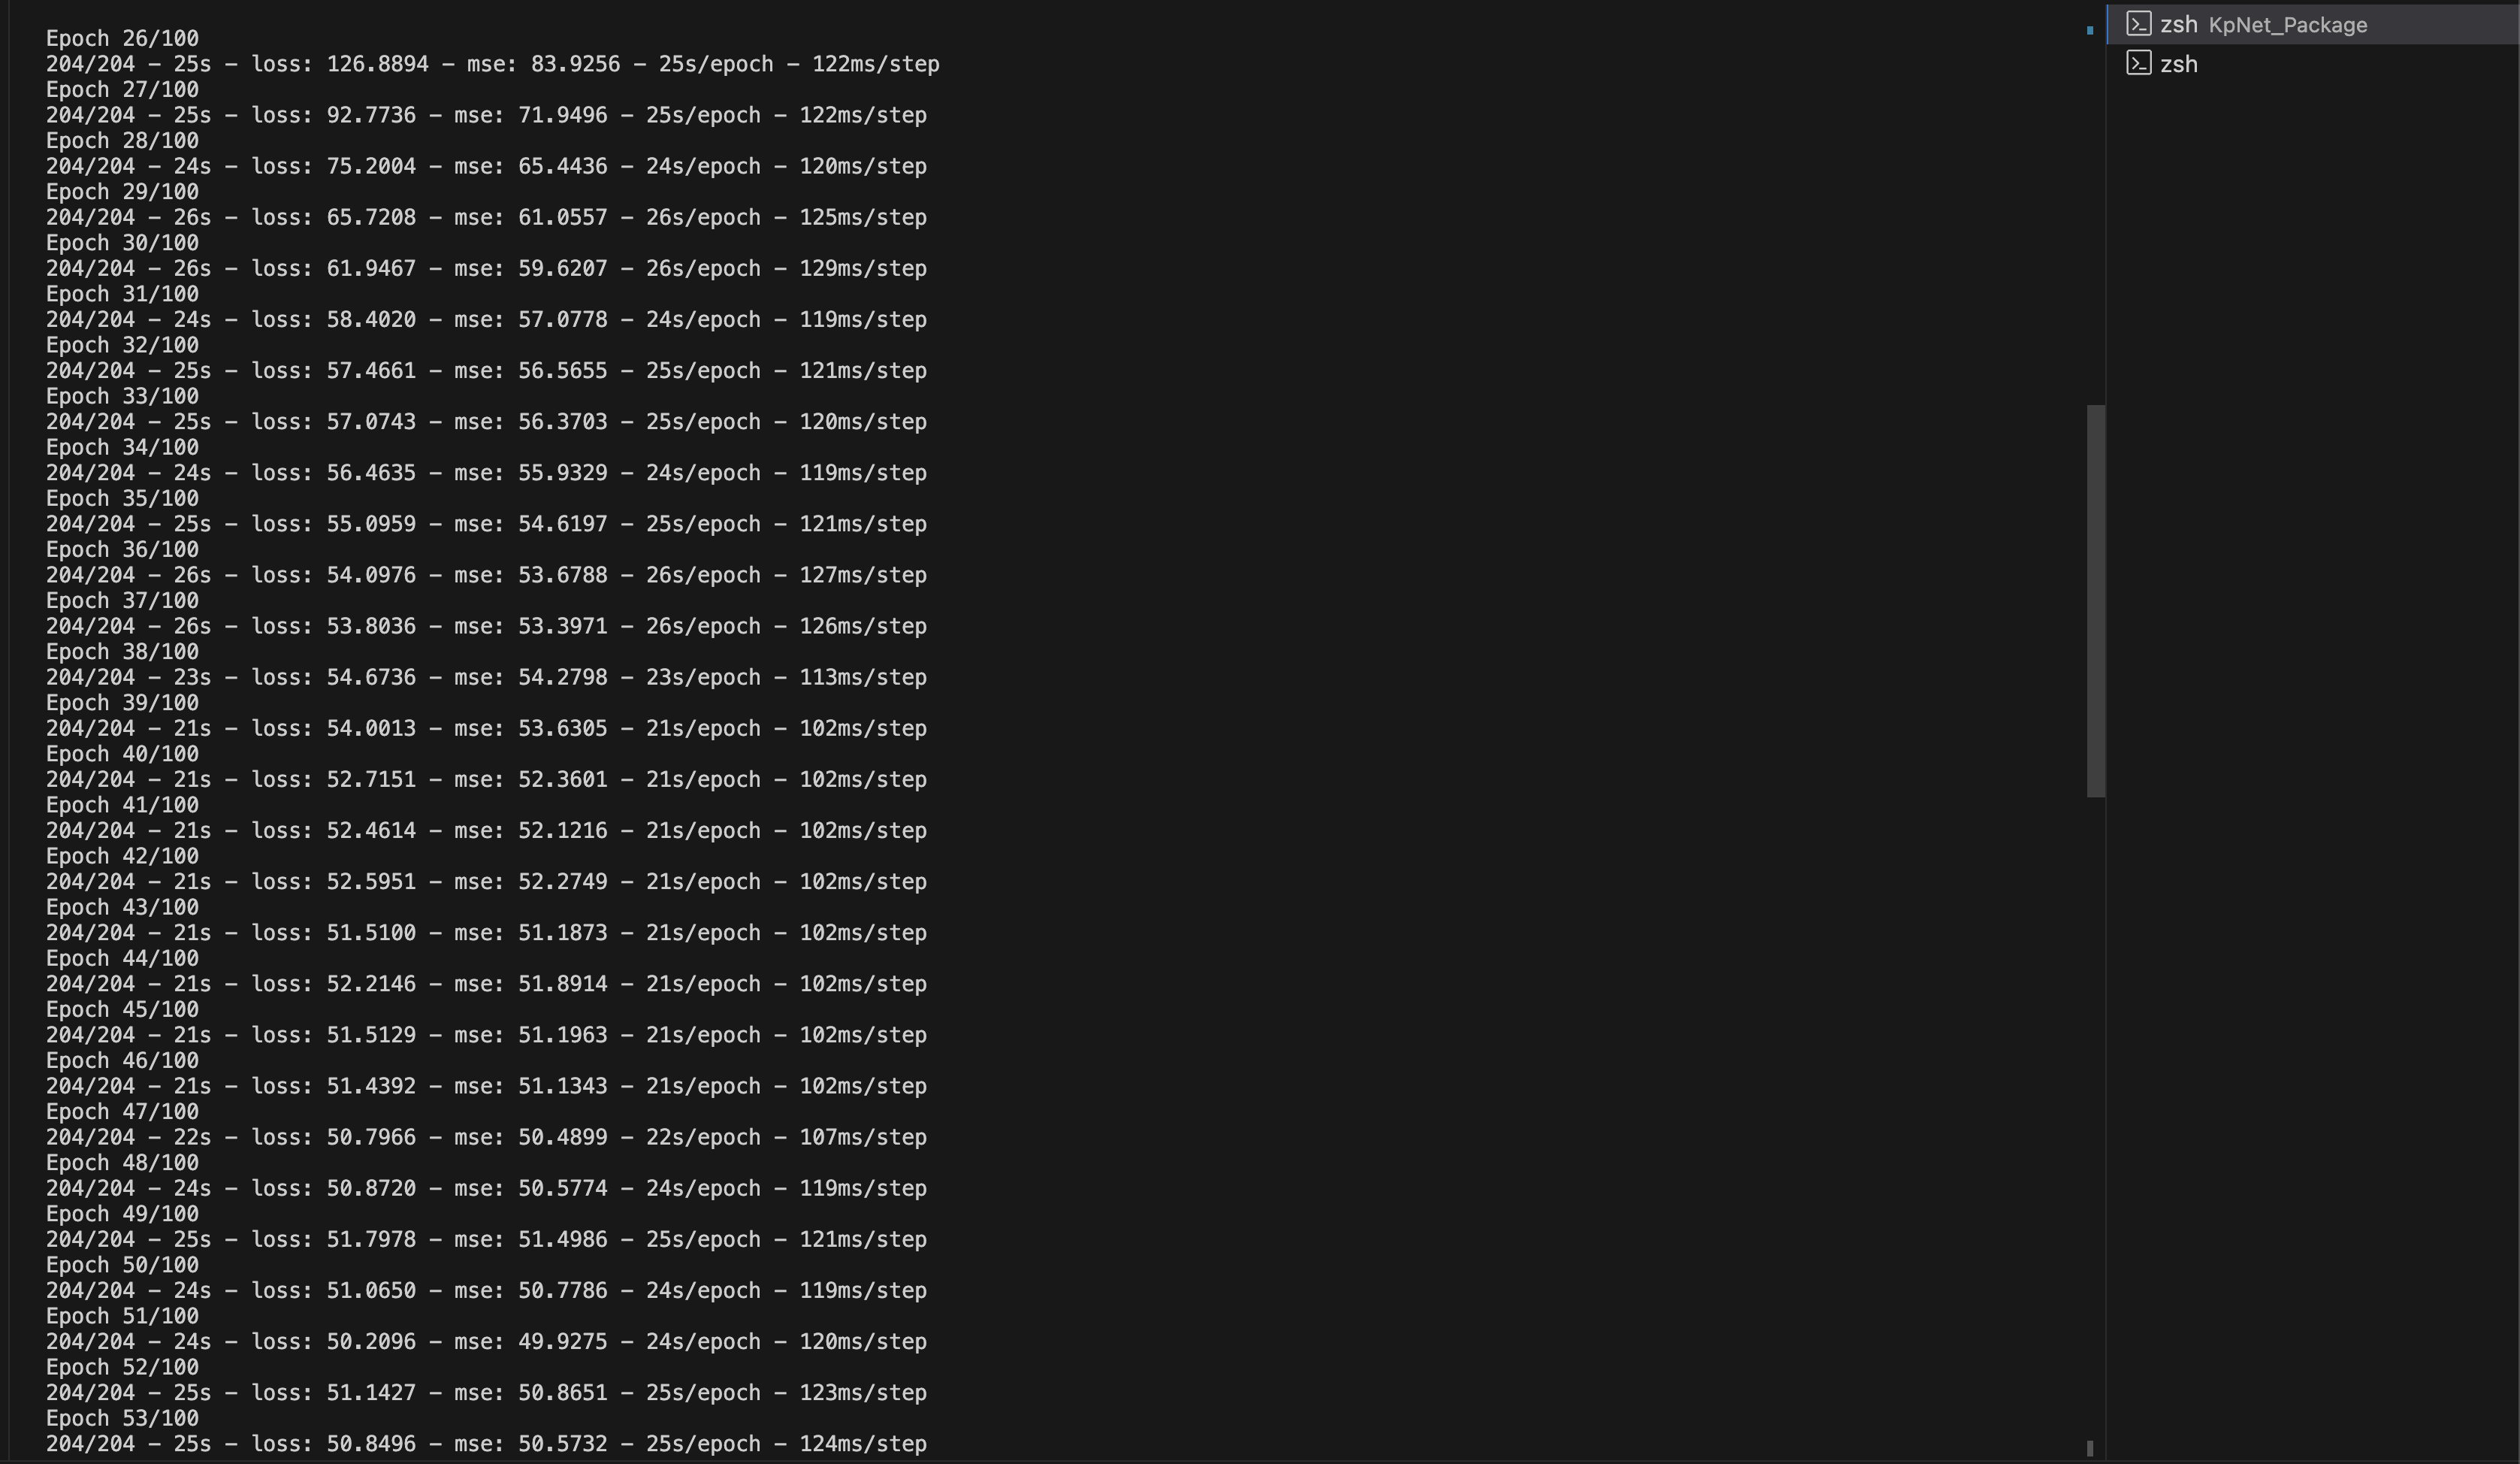 Epoch 26/100
204/204 - 25s - loss: 126.8894 - mse: 83.9256 - 25s/epoch - 122ms/step
Epoch 27/100
204/204 - 25s - loss: 92.7736 - mse: 71.9496 - 25s/epoch - 122ms/step
Epoch 28/100
204/204 - 24s - loss: 75.2004 - mse: 65.4436 - 24s/epoch - 120ms/step
Epoch 29/100
204/204 - 26s - loss: 65.7208 - mse: 61.0557 - 26s/epoch - 125ms/step
Epoch 30/100
204/204 - 26s - loss: 61.9467 - mse: 59.6207 - 26s/epoch - 129ms/step
Epoch 31/100
204/204 - 24s - loss: 58.4020 - mse: 57.0778 - 24s/epoch - 119ms/step
Epoch 32/100
204/204 - 25s - loss: 57.4661 - mse: 56.5655 - 25s/epoch - 121ms/step
Epoch 33/100
204/204 - 25s - loss: 57.0743 - mse: 56.3703 - 25s/epoch - 120ms/step
Epoch 34/100
204/204 - 24s - loss: 56.4635 - mse: 55.9329 - 24s/epoch - 119ms/step
Epoch 35/100
204/204 - 25s - loss: 55.0959 - mse: 54.6197 - 25s/epoch - 121ms/step
Epoch 36/100
204/204 - 26s - loss: 54.0976 - mse: 53.6788 - 26s/epoch - 127ms/step
Epoch 37/100
204/204 - 26s - loss: 53.8036 - mse: 53.3971 - 26s/epoch - 126ms/step
Epoch 38/100
204/204 - 23s - loss: 54.6736 - mse: 54.2798 - 23s/epoch - 113ms/step
Epoch 39/100
204/204 - 21s - loss: 54.0013 - mse: 53.6305 - 21s/epoch - 102ms/step
Epoch 40/100
204/204 - 21s - loss: 52.7151 - mse: 52.3601 - 21s/epoch - 102ms/step
Epoch 41/100
204/204 - 21s - loss: 52.4614 - mse: 52.1216 - 21s/epoch - 102ms/step
Epoch 42/100
204/204 - 21s - loss: 52.5951 - mse: 52.2749 - 21s/epoch - 102ms/step
Epoch 43/100
204/204 - 21s - loss: 51.5100 - mse: 51.1873 - 21s/epoch - 102ms/step
Epoch 44/100
204/204 - 21s - loss: 52.2146 - mse: 51.8914 - 21s/epoch - 102ms/step
Epoch 45/100
204/204 - 21s - loss: 51.5129 - mse: 51.1963 - 21s/epoch - 102ms/step
Epoch 46/100
204/204 - 21s - loss: 51.4392 - mse: 51.1343 - 21s/epoch - 102ms/step
Epoch 47/100
204/204 - 22s - loss: 50.7966 - mse: 50.4899 - 22s/epoch - 107ms/step
Epoch 48/100
204/204 - 24s - loss: 50.8720 - mse: 50.5774 - 24s/epoch - 119ms/step
Epoch 49/100
204/204 - 25s - loss: 51.7978 - mse: 51.4986 - 25s/epoch - 121ms/step
Epoch 50/100
204/204 - 24s - loss: 51.0650 - mse: 50.7786 - 24s/epoch - 119ms/step
Epoch 51/100
204/204 - 24s - loss: 50.2096 - mse: 49.9275 - 24s/epoch - 120ms/step
Epoch 52/100
204/204 - 25s - loss: 51.1427 - mse: 50.8651 - 25s/epoch - 123ms/step
Epoch 53/100
204/204 - 25s - loss: 50.8496 - mse: 50.5732 - 25s/epoch - 124ms/step
zsh KpNet_Package
zsh